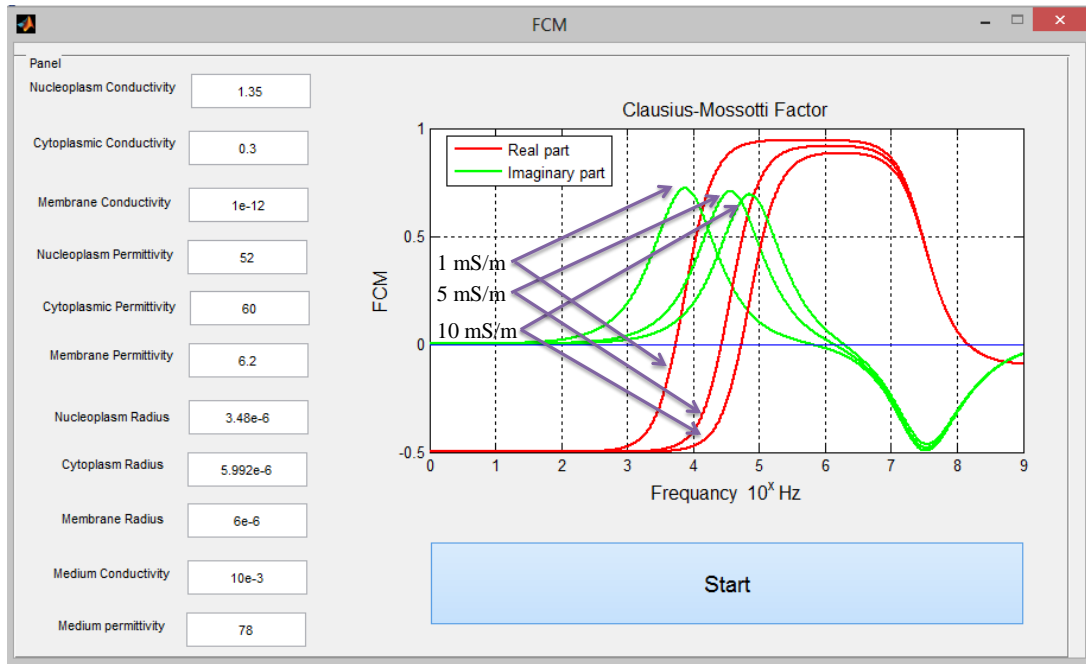 FCM
Panel
Nucleoplasm Conductivity 1.35
Cytoplasmic Conductivity 0.3
Membrane Conductivity 1e-12
Nucleoplasm Permittivity 52
Cytoplasmic Permittivity 60
Membrane Permittivity 6.2
Nucleoplasm Radius 3.48e-6
Cytoplasm Radius 5.992e-6
Membrane Radius 6e-6
Medium Conductivity 10e-3
Medium permittivity 78
Clausius-Mossotti Factor
Real part
Imaginary part
1
0.5
0
-0.5
FCM
1 mS/m
5 mS/m
10 mS/m
0 1 2 3 4 5 6 7 8 9
Frequancy 10^x Hz
Start